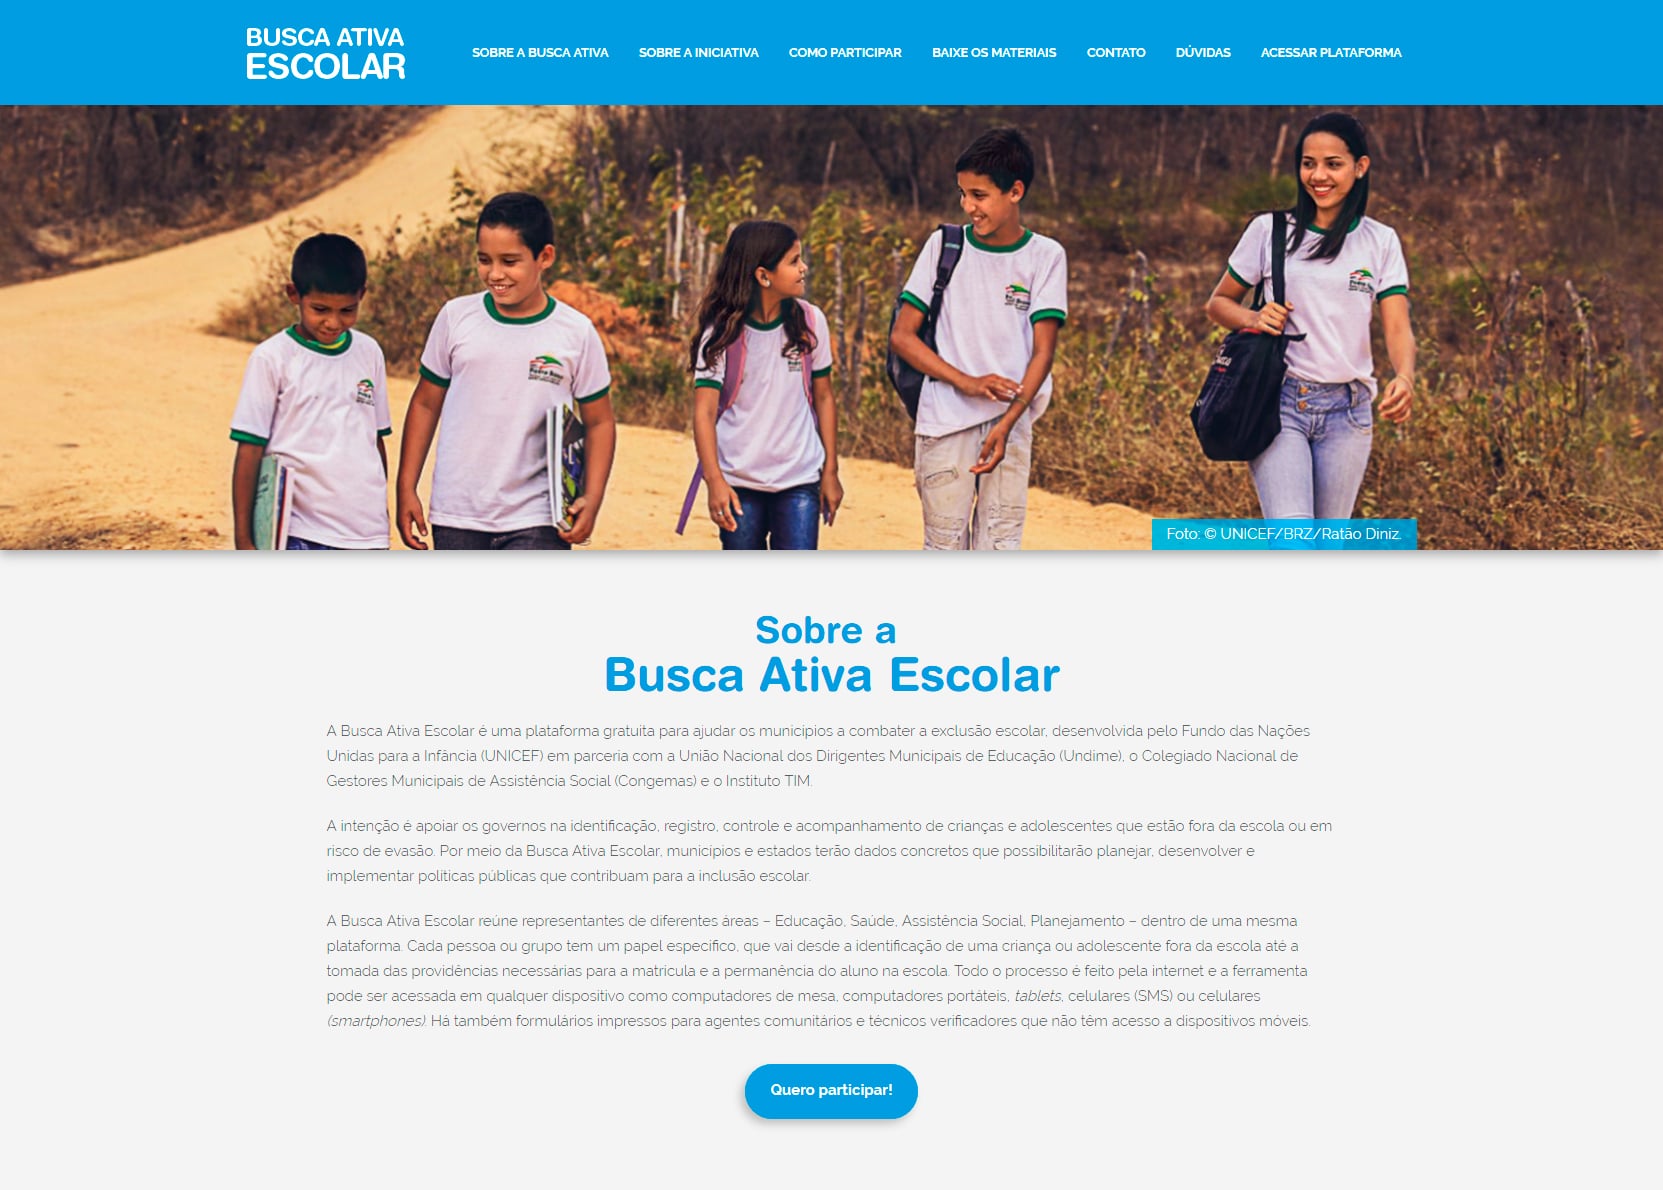 BUSCA ATIVA
ESCOLAR
SOBRE A BUSCA ATIVA SOBRE A INICIATIVA COMO PARTICIPAR BAIXE OS MATERIAIS CONTATO DÚVIDAS ACESSAR PLATAFORMA
Foto: © UNICEF/BRZ/Ratão Diniz.
Sobre a
Busca Ativa Escolar
A Busca Ativa Escolar é uma plataforma gratuita para ajudar os municípios a combater a exclusão escolar, desenvolvida pelo Fundo das Nações
Unidas para a Infância (UNICEF) em parceria com a União Nacional dos Dirigentes Municipais de Educação (Undime), o Colegiado Nacional de
Gestores Municipais de Assistência Social (Congemas) e o Instituto TIM.
A intenção é apoiar os governos na identificação, registro, controle e acompanhamento de crianças e adolescentes que estão fora da escola ou em
risco de evasão. Por meio da Busca Ativa Escolar, municípios e estados terão dados concretos que possibilitarão planejar, desenvolver e
implementar políticas públicas que contribuam para a inclusão escolar.
A Busca Ativa Escolar reúne representantes de diferentes áreas – Educação, Saúde, Assistência Social, Planejamento – dentro de uma mesma
plataforma. Cada pessoa ou grupo tem um papel específico, que vai desde a identificação de uma criança ou adolescente fora da escola até a
tomada das providências necessárias para a matrícula e a permanência do aluno na escola. Todo o processo é feito pela internet e a ferramenta
pode ser acessada em qualquer dispositivo como computadores de mesa, computadores portáteis, tablets, celulares (SMS) ou celulares
(smartphones). Há também formulários impressos para agentes comunitários e técnicos verificadores que não têm acesso a dispositivos móveis.
Quero participar!